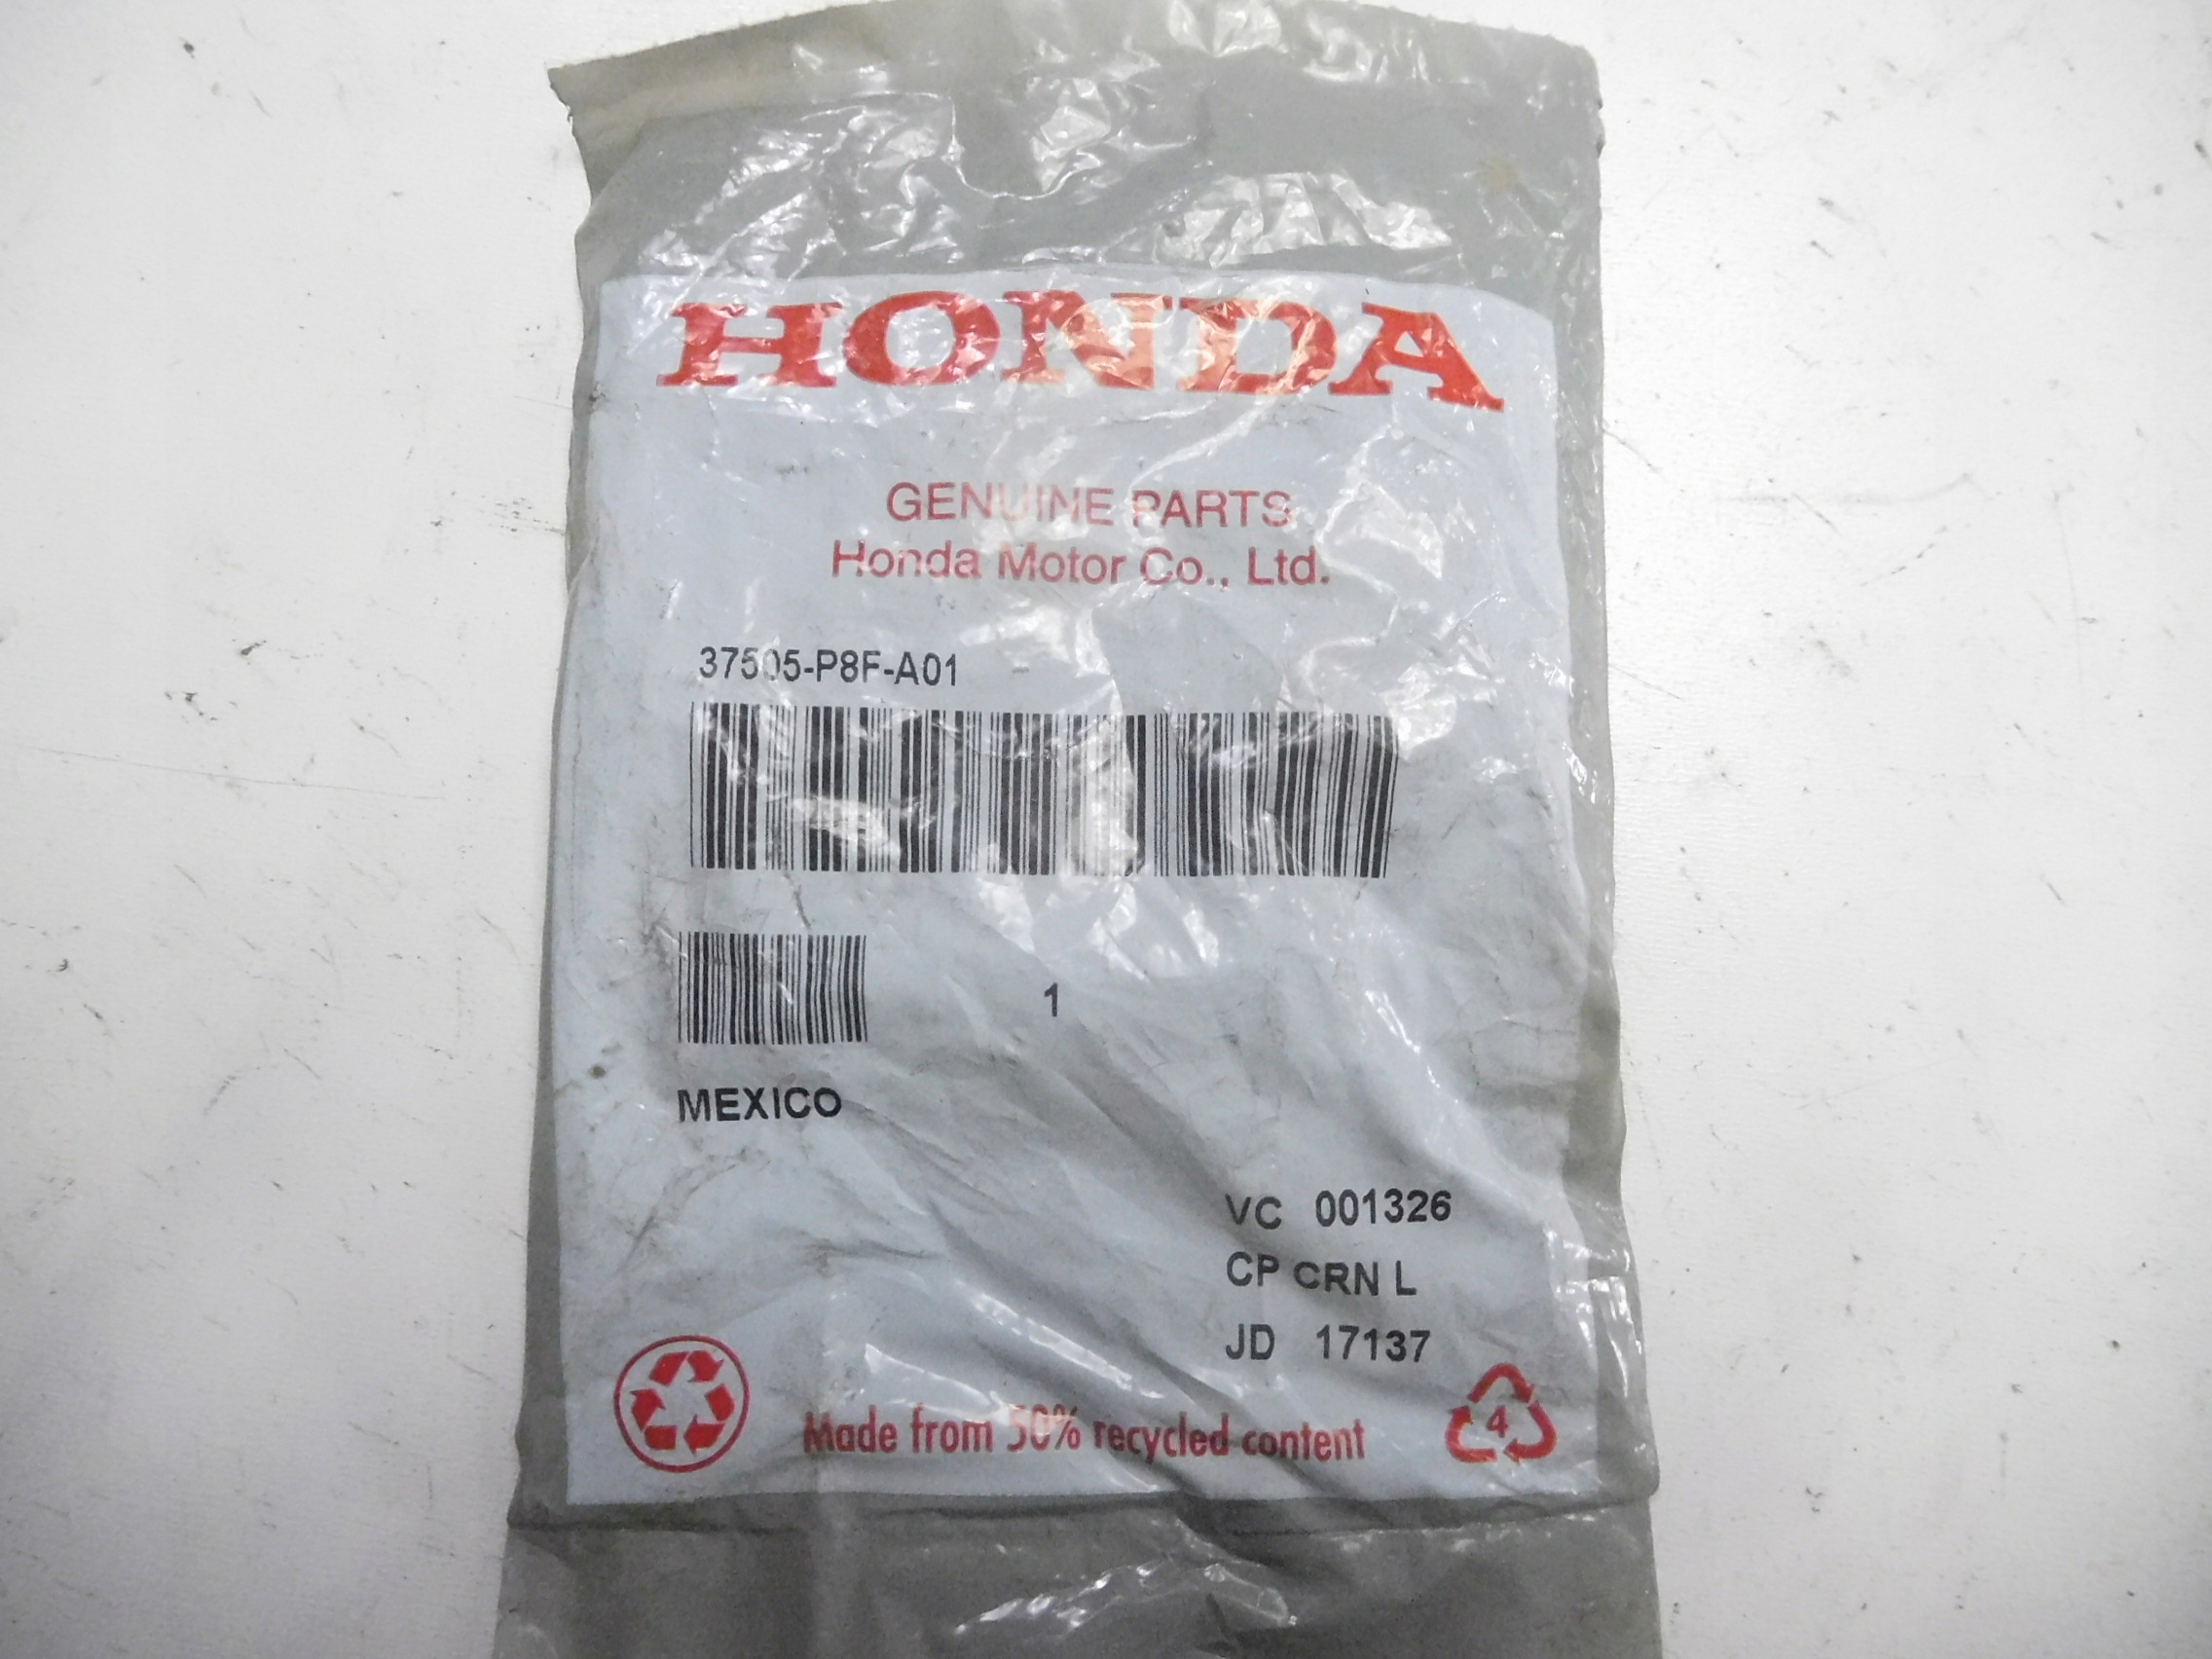 HONDA
GENUINE PARTS
Honda Motor Co., Ltd.
37505-P8F-A01
1
MEXICO
VC 001326
CP CRN L
JD 17137
Made from 50% recycled content
4